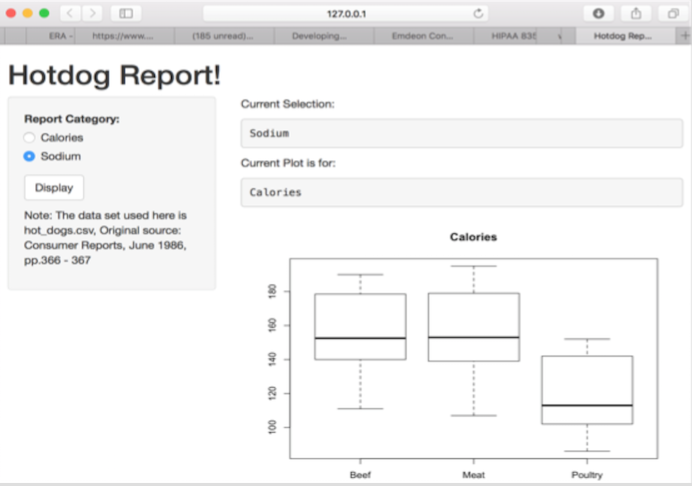 127.0.0.1
ERA -
https://www....
(185 unread)...
Developing...
Emdeon Con...
HIPAA 835
Hotdog Rep...
Hotdog Report!
Report Category:
Calories
Sodium
Display
Note: The data set used here is
hot_dogs.csv, Original source:
Consumer Reports, June 1986,
pp.366 - 367
Current Selection:
Sodium
Current Plot is for:
Calories
Calories
180
160
140
120
100
Beef Meat Poultry